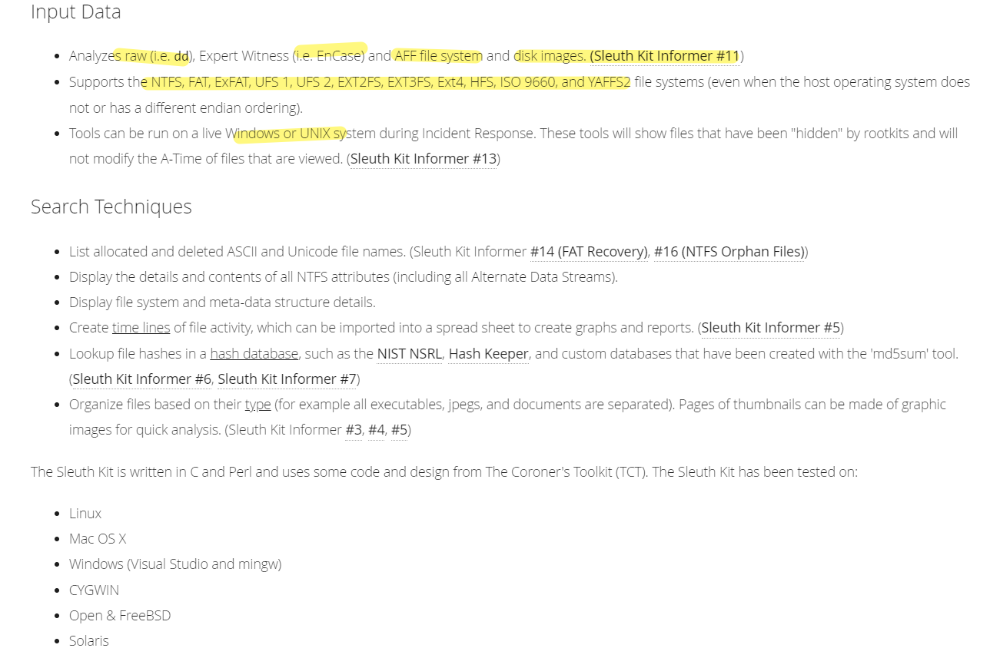 Input Data
Analyzes raw (i.e. dd), Expert Witness (i.e. EnCase) and AFF file system and disk images. (Sleuth Kit Informer #11)
Supports the NTFS, FAT, ExFAT, UFS 1, UFS 2, EXT2FS, EXT3FS, Ext4, HFS, ISO 9660, and YAFFS2 file systems (even when the host operating system does
not or has a different endian ordering).
Tools can be run on a live Windows or UNIX system during Incident Response. These tools will show files that have been "hidden" by rootkits and will
not modify the A-Time of files that are viewed. (Sleuth Kit Informer #13)
Search Techniques
List allocated and deleted ASCII and Unicode file names. (Sleuth Kit Informer #14 (FAT Recovery), #16 (NTFS Orphan Files))
Display the details and contents of all NTFS attributes (including all Alternate Data Streams).
Display file system and meta-data structure details.
Create time lines of file activity, which can be imported into a spread sheet to create graphs and reports. (Sleuth Kit Informer #5)
Lookup file hashes in a hash database, such as the NIST NSRL, Hash Keeper, and custom databases that have been created with the 'md5sum' tool.
(Sleuth Kit Informer #6, Sleuth Kit Informer #7)
Organize files based on their type (for example all executables, jpegs, and documents are separated). Pages of thumbnails can be made of graphic
images for quick analysis. (Sleuth Kit Informer #3, #4, #5)
The Sleuth Kit is written in C and Perl and uses some code and design from The Coroner's Toolkit (TCT). The Sleuth Kit has been tested on:
Linux
Mac OS X
Windows (Visual Studio and mingw)
CYGWIN
Open & FreeBSD
Solaris